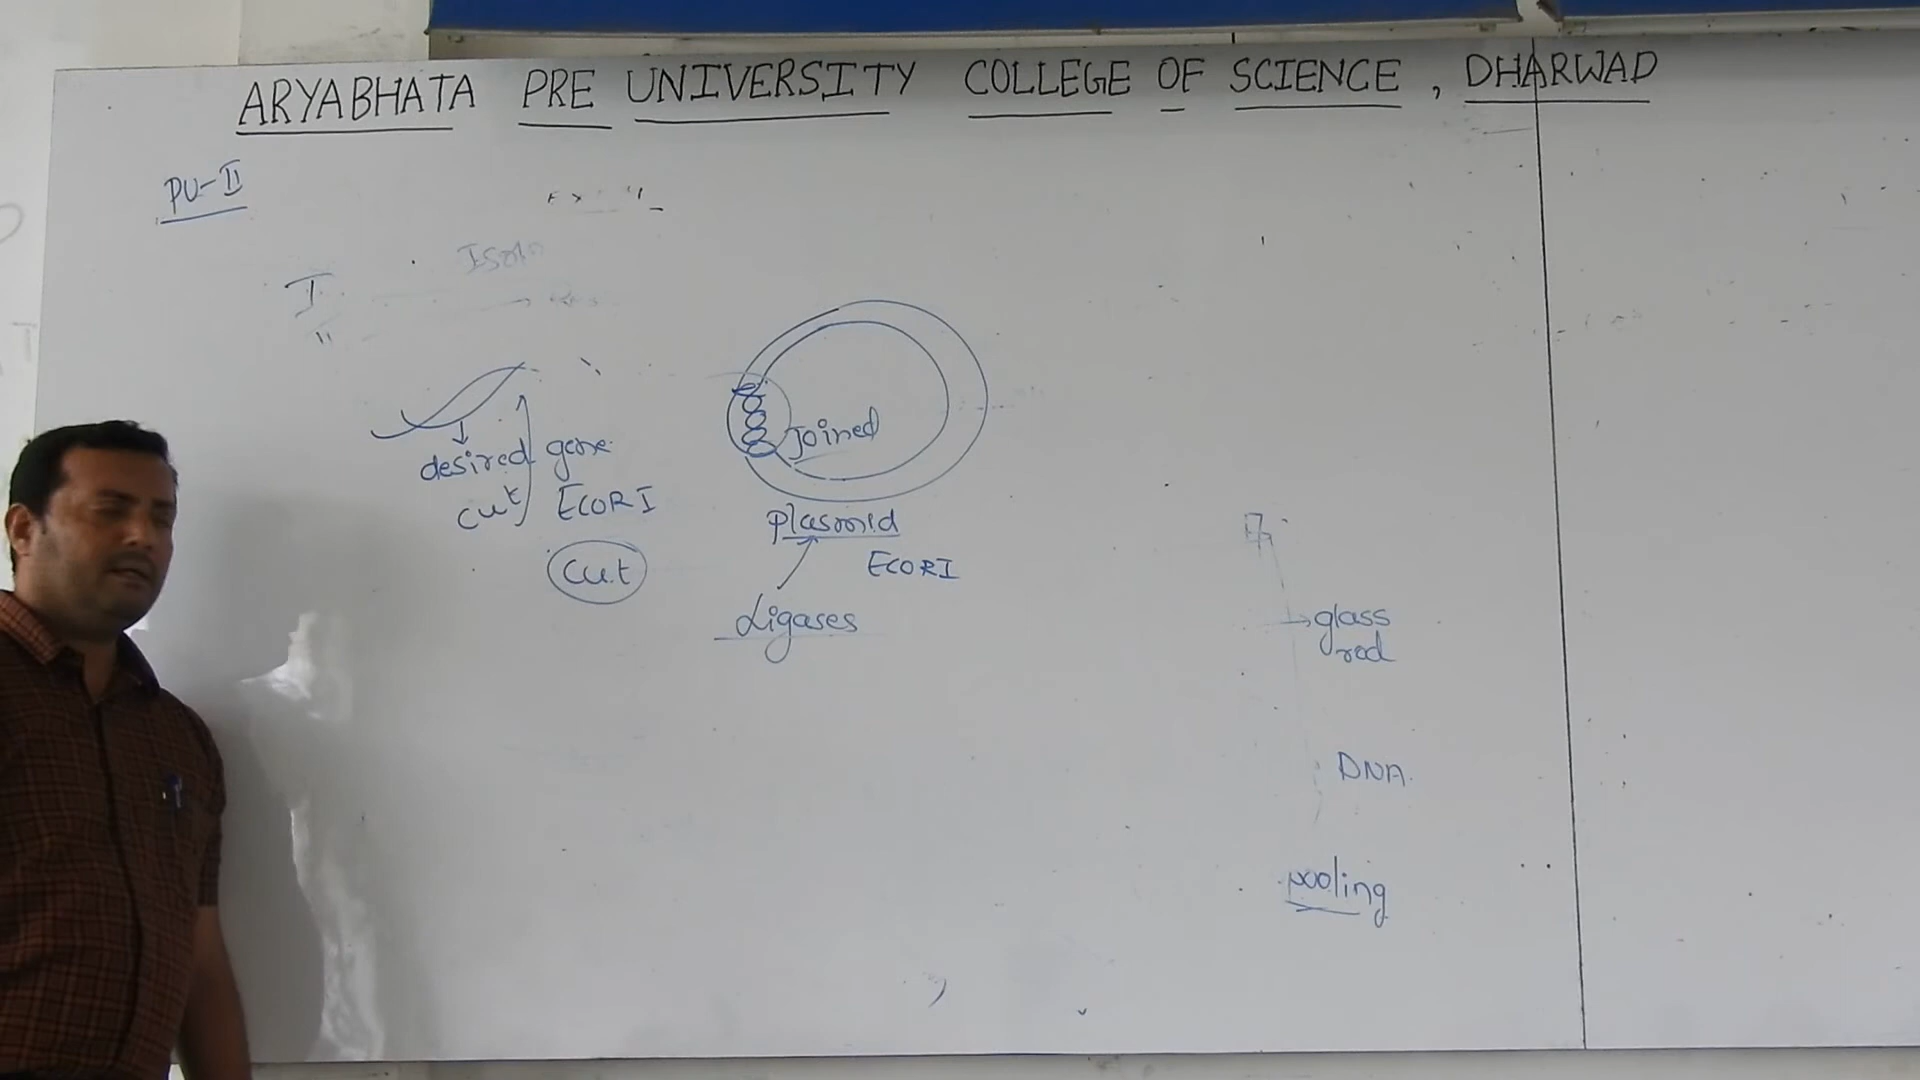 ARYABHATA PRE UNIVERSITY COLLEGE OF SCIENCE, DHARWAD
PU-II
I
II
desired gene
cut ECORI
cut
Joined
Plasmid
ECORI
Ligases
glass
rod
DNA
pooling